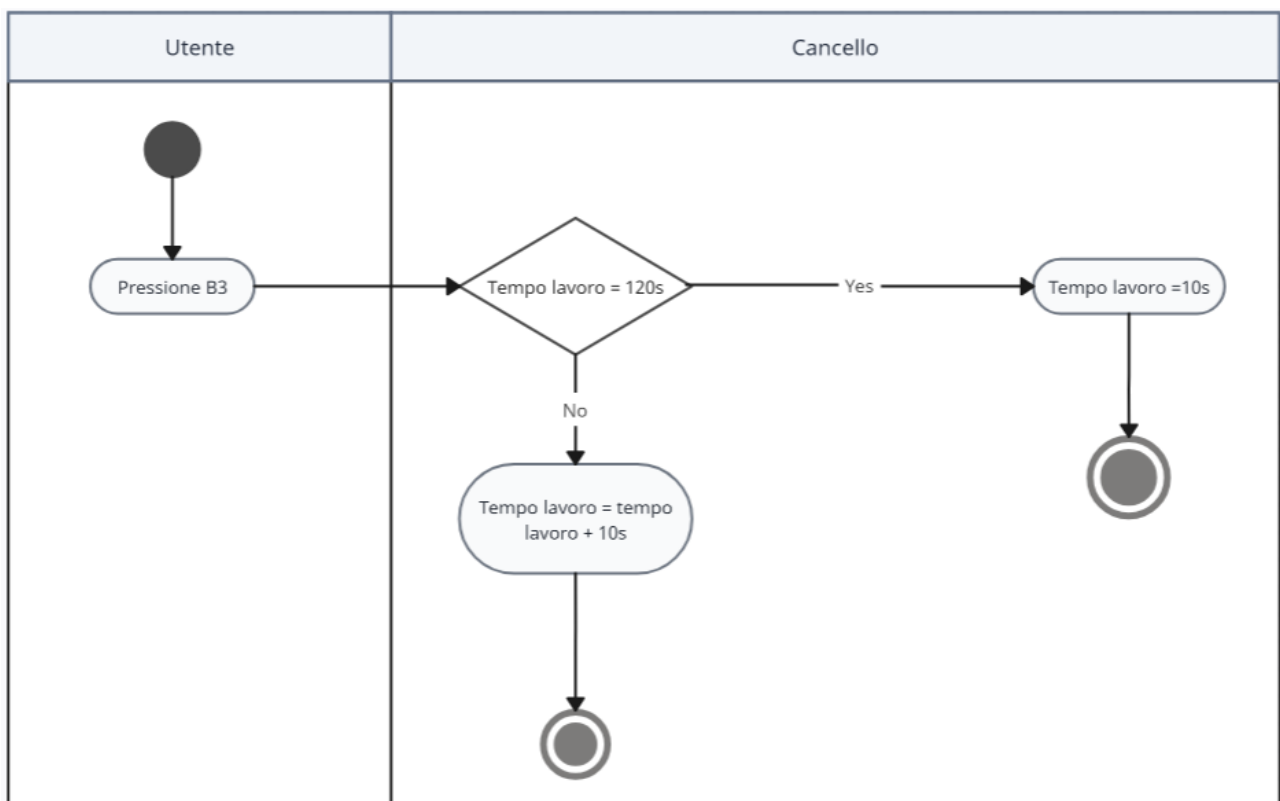 Utente
Cancello
Pressione B3
Tempo lavoro = 120s
Yes
Tempo lavoro =10s
No
Tempo lavoro = tempo
lavoro + 10s